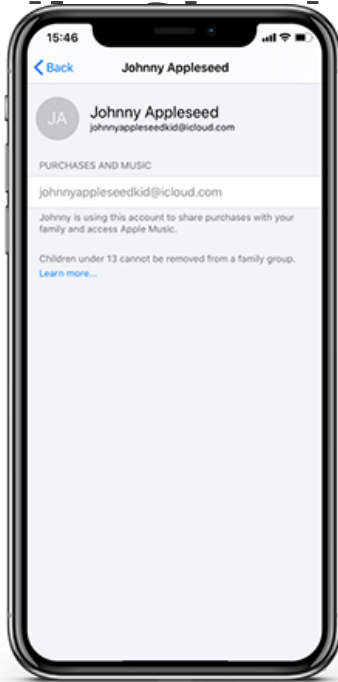 15:46
Back Johnny Appleseed
JA
Johnny Appleseed
johnnyappleseedkid@icloud.com
PURCHASES AND MUSIC
johnnyappleseedkid@icloud.com
Johnny is using this account to share purchases with your
family and access Apple Music.
Children under 13 cannot be removed from a family group.
Learn more...